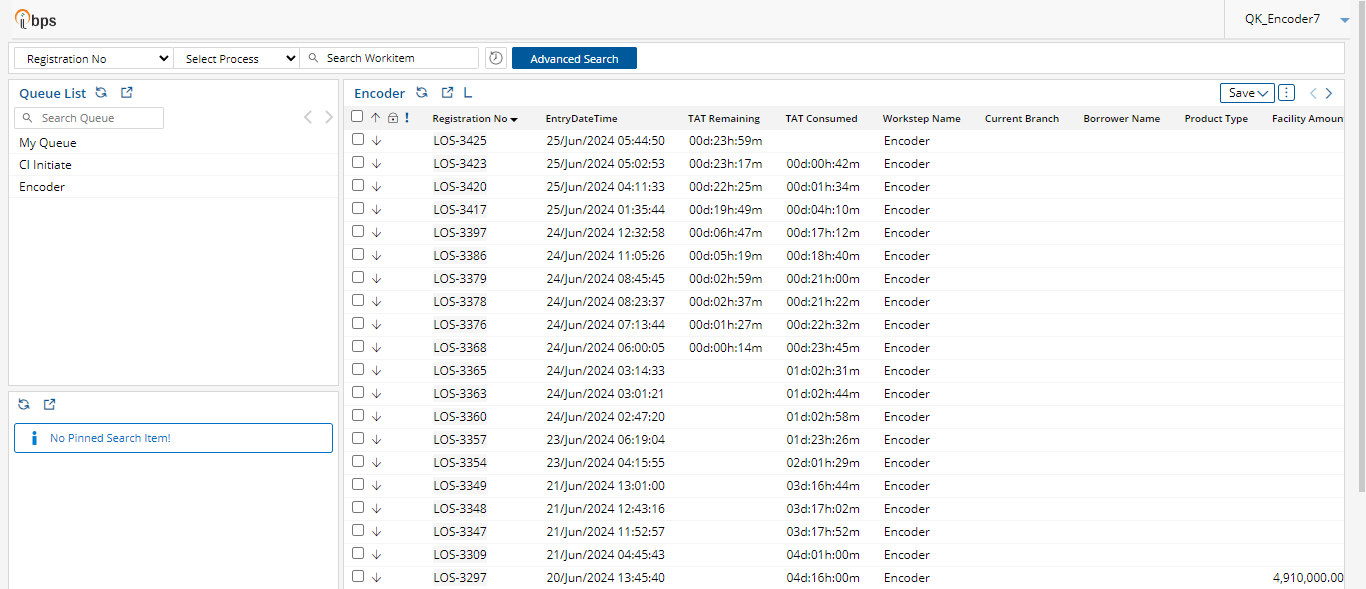 ibps
QK_Encoder7
Registration No Select Process Search Workitem Advanced Search
Queue List
Search Queue
My Queue
CI Initiate
Encoder
No Pinned Search Item!
Encoder Save
Registration No EntryDateTime TAT Remaining TAT Consumed Workstep Name Current Branch Borrower Name Product Type Facility Amoun
LOS-3425 25/Jun/2024 05:44:50 00d:23h:59m Encoder
LOS-3423 25/Jun/2024 05:02:53 00d:23h:17m 00d:00h:42m Encoder
LOS-3420 25/Jun/2024 04:11:33 00d:22h:25m 00d:01h:34m Encoder
LOS-3417 25/Jun/2024 01:35:44 00d:19h:49m 00d:04h:10m Encoder
LOS-3397 24/Jun/2024 12:32:58 00d:06h:47m 00d:17h:12m Encoder
LOS-3386 24/Jun/2024 11:05:26 00d:05h:19m 00d:18h:40m Encoder
LOS-3379 24/Jun/2024 08:45:45 00d:02h:59m 00d:21h:00m Encoder
LOS-3378 24/Jun/2024 08:23:37 00d:02h:37m 00d:21h:22m Encoder
LOS-3376 24/Jun/2024 07:13:44 00d:01h:27m 00d:22h:32m Encoder
LOS-3368 24/Jun/2024 06:00:05 00d:00h:14m 00d:23h:45m Encoder
LOS-3365 24/Jun/2024 03:14:33 01d:02h:31m Encoder
LOS-3363 24/Jun/2024 03:01:21 01d:02h:44m Encoder
LOS-3360 24/Jun/2024 02:47:20 01d:02h:58m Encoder
LOS-3357 23/Jun/2024 06:19:04 01d:23h:26m Encoder
LOS-3354 23/Jun/2024 04:15:55 02d:01h:29m Encoder
LOS-3349 21/Jun/2024 13:01:00 03d:16h:44m Encoder
LOS-3348 21/Jun/2024 12:43:16 03d:17h:02m Encoder
LOS-3347 21/Jun/2024 11:52:57 03d:17h:52m Encoder
LOS-3309 21/Jun/2024 04:45:43 04d:01h:00m Encoder
LOS-3297 20/Jun/2024 13:45:40 04d:16h:00m Encoder 4,910,000.00